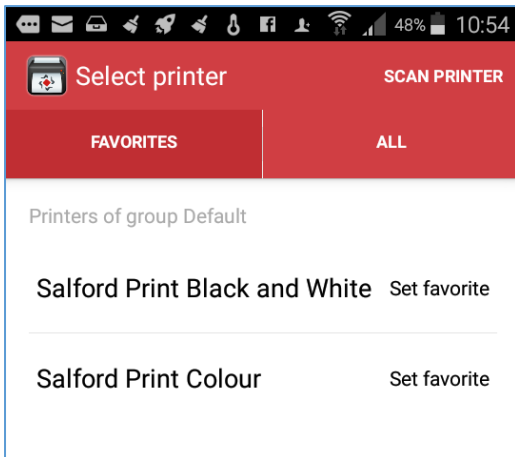 48% 10:54
Select printer SCAN PRINTER
FAVORITES ALL
Printers of group Default
Salford Print Black and White Set favorite
Salford Print Colour Set favorite